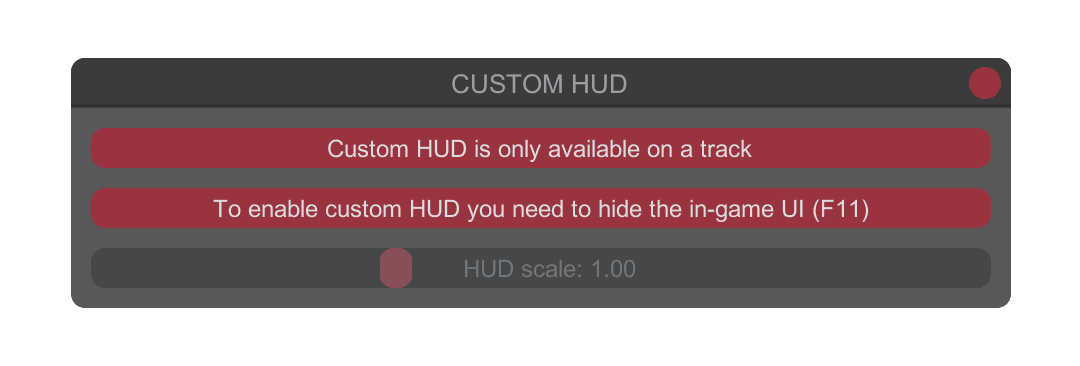 CUSTOM HUD
Custom HUD is only available on a track
To enable custom HUD you need to hide the in-game UI (F11)
HUD scale: 1.00